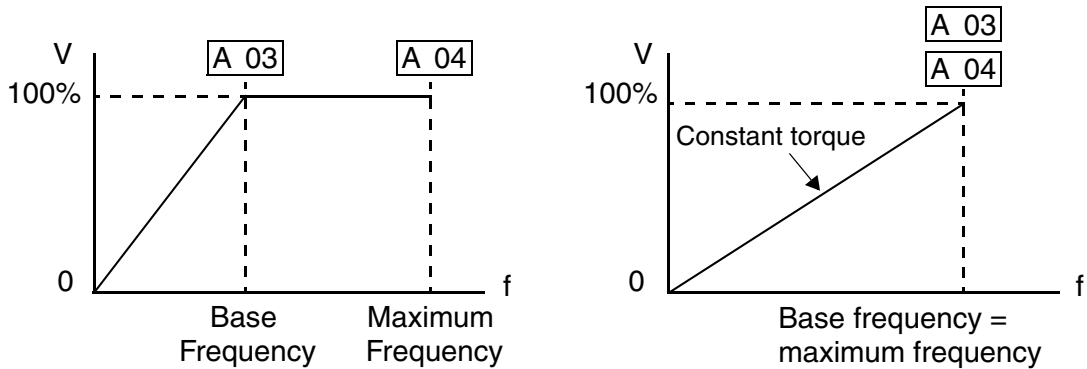 V
A 03
A 04
100%
0
f
Base
Frequency
Maximum
Frequency
A 03
A 04
V
100%
Constant torque
0
f
Base frequency =
maximum frequency